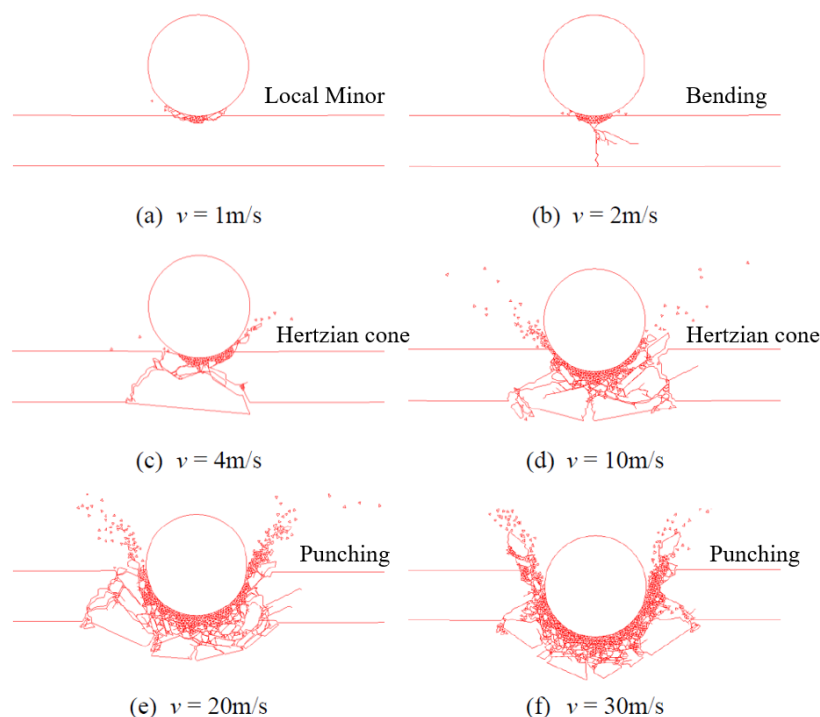 Local Minor
Bending
(a) v = 1m/s
(b) v = 2m/s
Hertzian cone
Hertzian cone
(c) v = 4m/s
(d) v = 10m/s
Punching
Punching
(e) v = 20m/s
(f) v = 30m/s